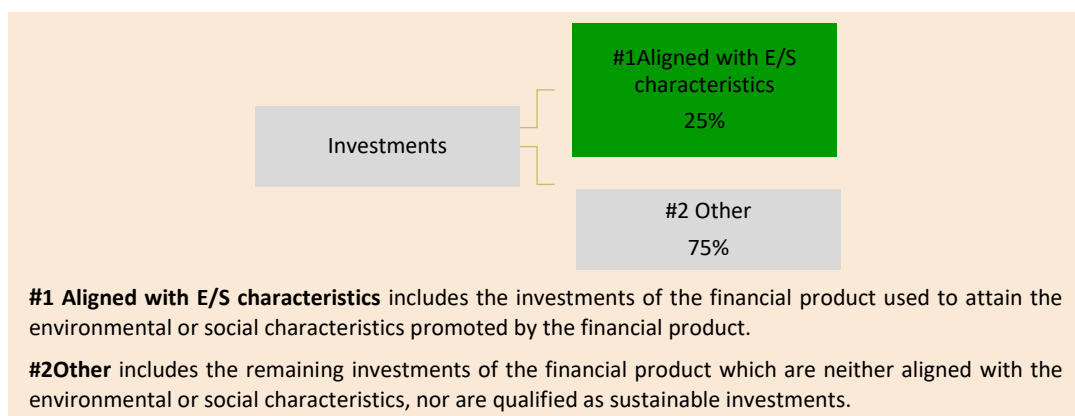 #1Aligned with E/S
characteristics
25%
Investments
#2 Other
75%
#1 Aligned with E/S characteristics includes the investments of the financial product used to attain the
environmental or social characteristics promoted by the financial product.
#2Other includes the remaining investments of the financial product which are neither aligned with the
environmental or social characteristics, nor are qualified as sustainable investments.